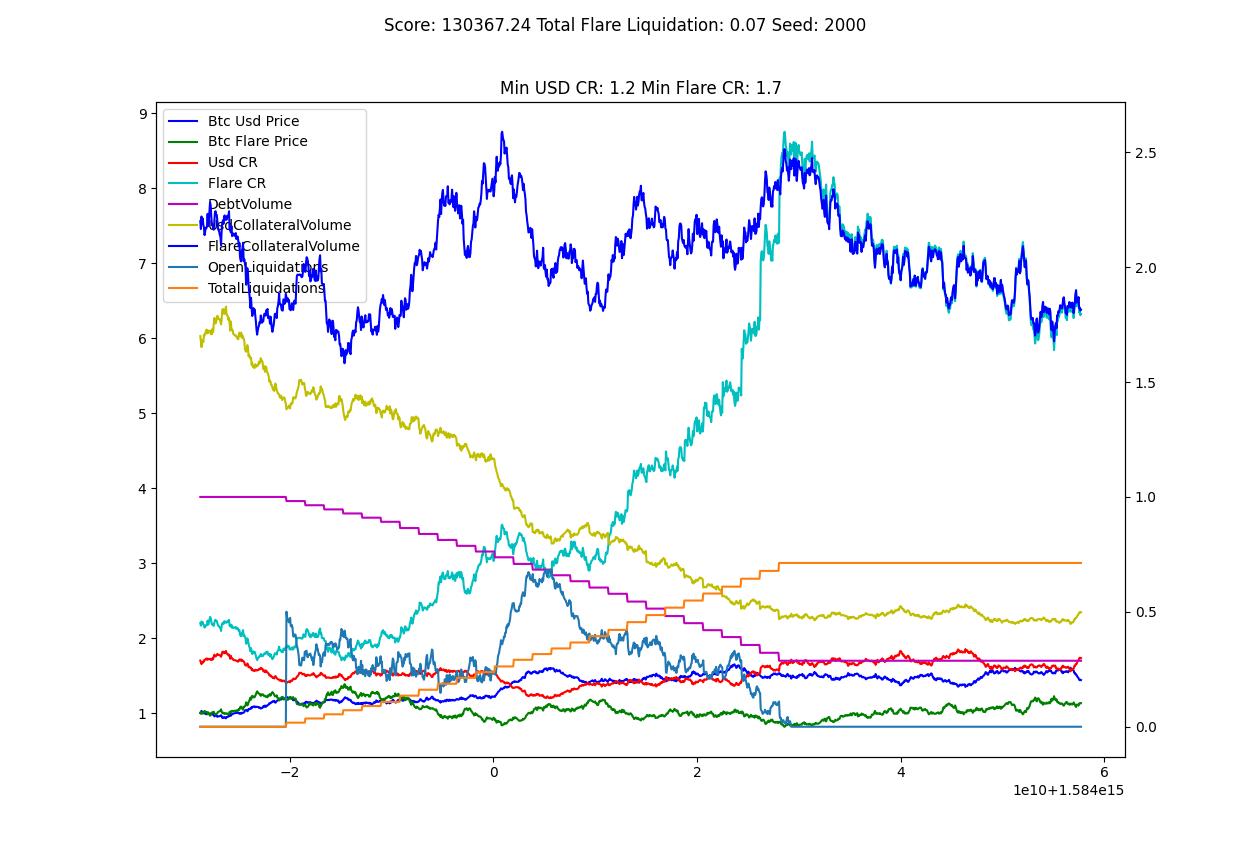 Score: 130367.24 Total Flare Liquidation: 0.07 Seed: 2000
Min USD CR: 1.2 Min Flare CR: 1.7
Btc Usd Price
Btc Flare Price
Usd CR
Flare CR
DebtVolume
UsdCollateralVolume
FlareCollateralVolume
OpenLiquidations
TotalLiquidations
9
8
7
6
5
4
3
2
1
2.5
2.0
1.5
1.0
0.5
0.0
−2
0
2
4
6
1e10+1.584e15